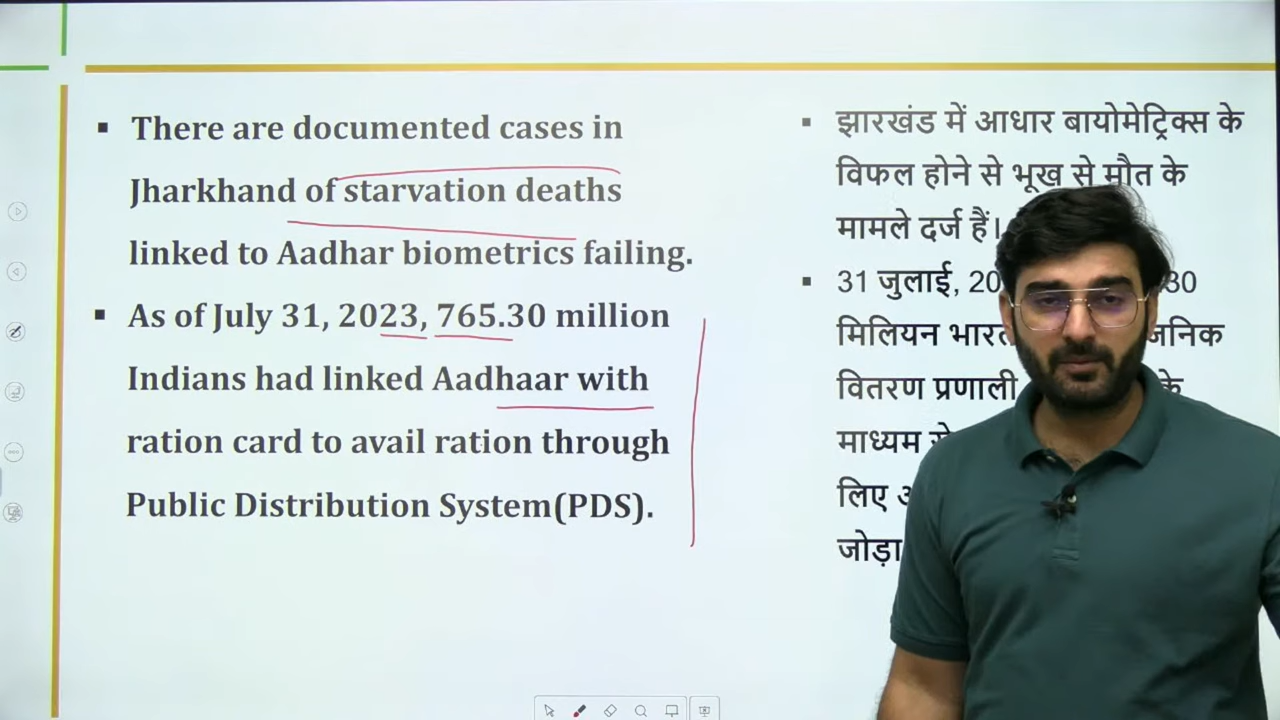 There are documented cases in
Jharkhand of starvation deaths
linked to Aadhar biometrics failing.
As of July 31, 2023, 765.30 million
Indians had linked Aadhaar with
ration card to avail ration through
Public Distribution System(PDS).
झारखंड में आधार बायोमेट्रिक्स के
विफल होने से भूख से मौत के
मामले दर्ज हैं।
31 जुलाई, 20 30
मिलियन
वितरण प्रणाली के
माध्यम
लिए
जोड़ा